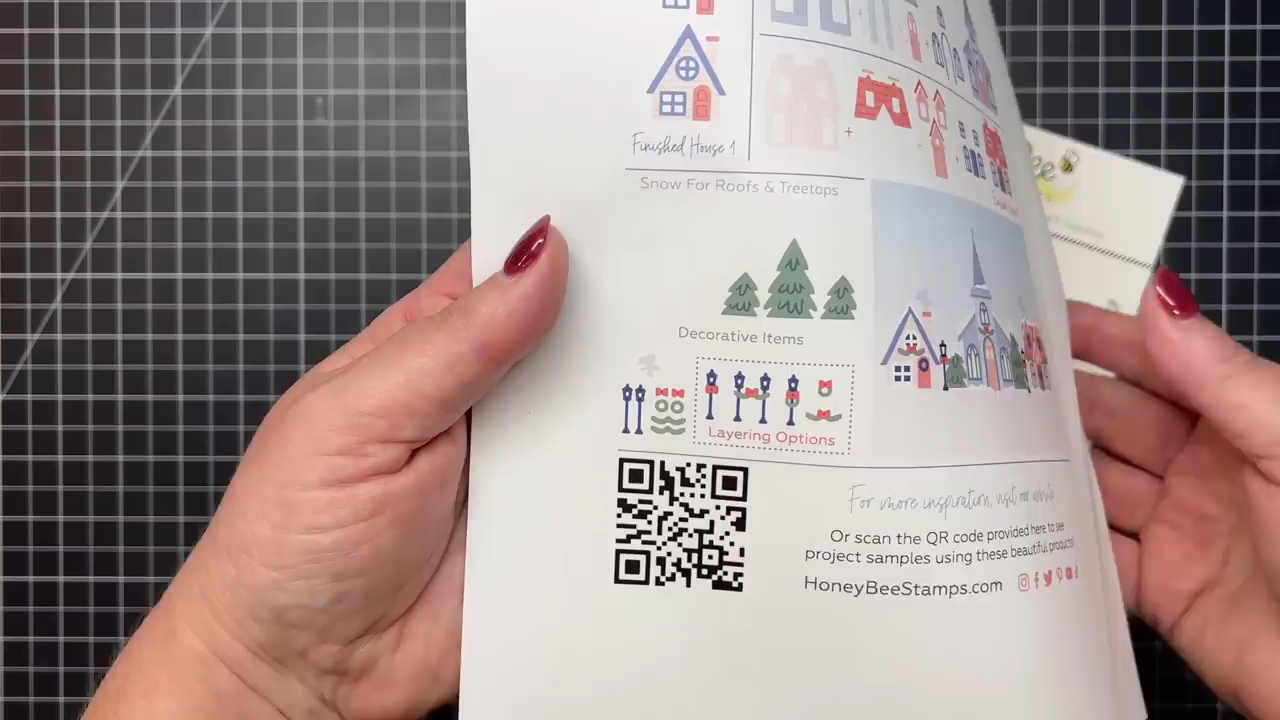 Finished House 1
Snow For Roofs & Treetops
Decorative Items
Layering Options
For more inspiration, visit our website
Or scan the QR code provided here to see
project samples using these beautiful products!
HoneyBeeStamps.com